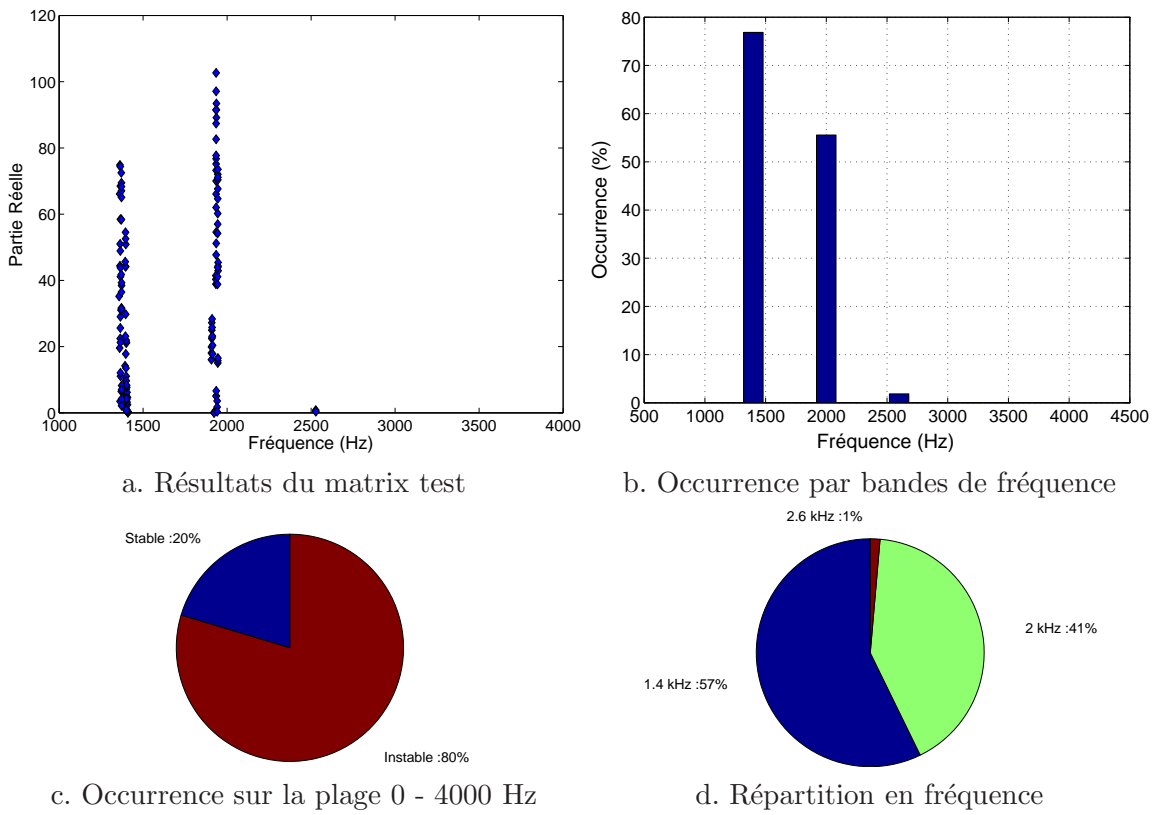 120
100
80
60
40
20
0
1000
1500
2000
2500
3000
3500
4000
Partie Réelle
Fréquence (Hz)
a. Résultats du matrix test
80
70
60
50
40
30
20
10
0
500
1000
1500
2000
2500
3000
3500
4000
4500
Occurrence (%)
Fréquence (Hz)
b. Occurrence par bandes de fréquence
Stable :20%
Instable :80%
c. Occurrence sur la plage 0 - 4000 Hz
2.6 kHz :1%
2 kHz :41%
1.4 kHz :57%
d. Répartition en fréquence